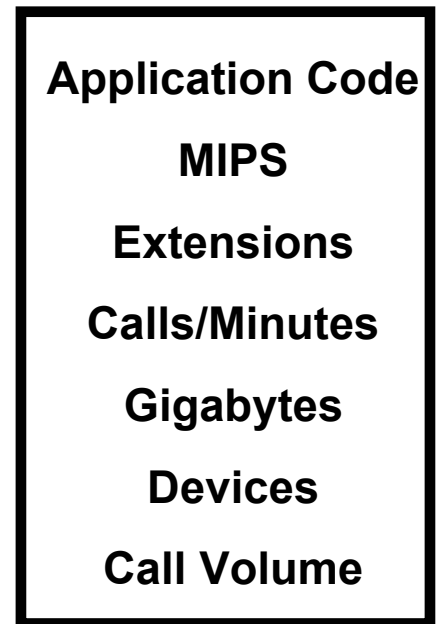 Application Code
MIPS
Extensions
Calls/Minutes
Gigabytes
Devices
Call Volume